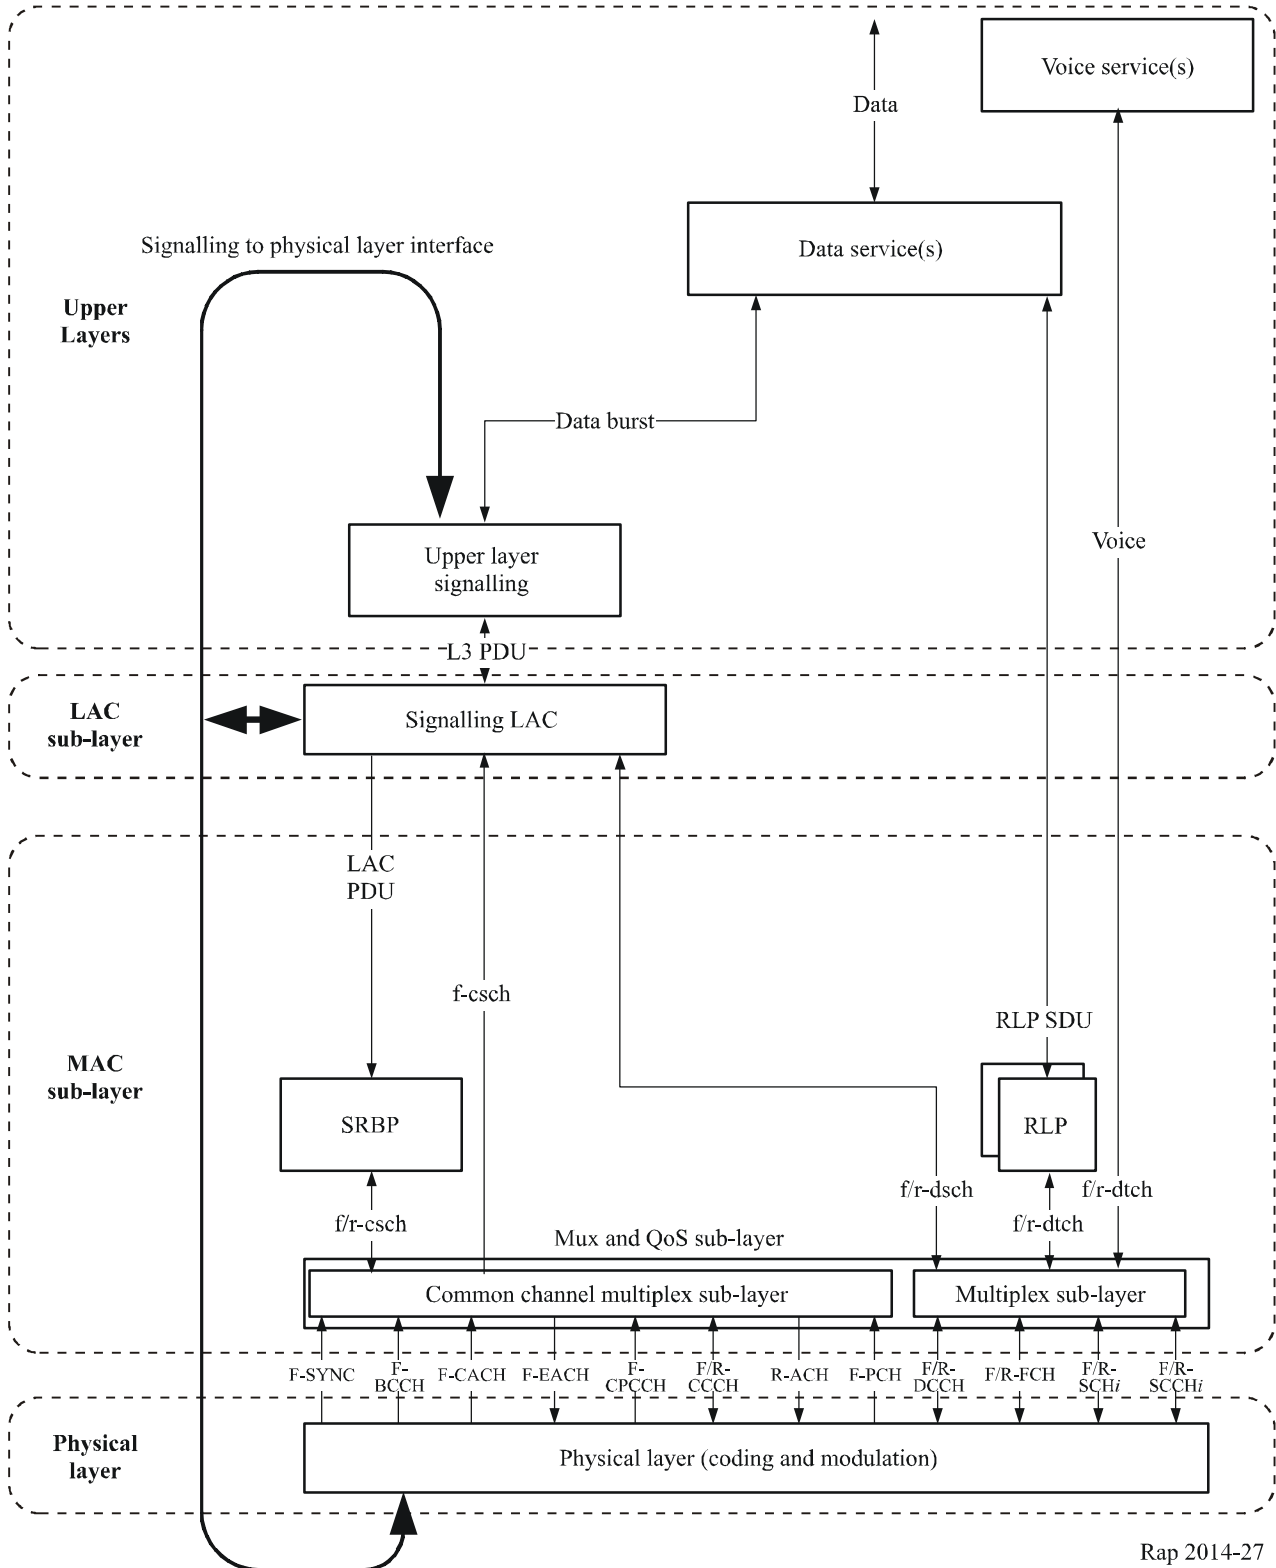 Voice service(s)
Data
Data service(s)
Signalling to physical layer interface
Upper
Layers
Data burst
Voice
Upper layer
signalling
L3 PDU
LAC
sub-layer
Signalling LAC
LAC
PDU
f-csch
RLP SDU
MAC
sub-layer
SRBP
RLP
f/r-dsch
f/r-dtch
f/r-csch
f/r-dtch
Mux and QoS sub-layer
Common channel multiplex sub-layer
Multiplex sub-layer
F-SYNC
F-
BCCH
F-CACH
F-EACH
F-
CPCCH
F/R-
CCCH
R-ACH
F-PCH
F/R-
DCCH
F/R-FCH
F/R-
SCHi
F/R-
SCCHi
Physical
layer
Physical layer (coding and modulation)
Rap 2014-27